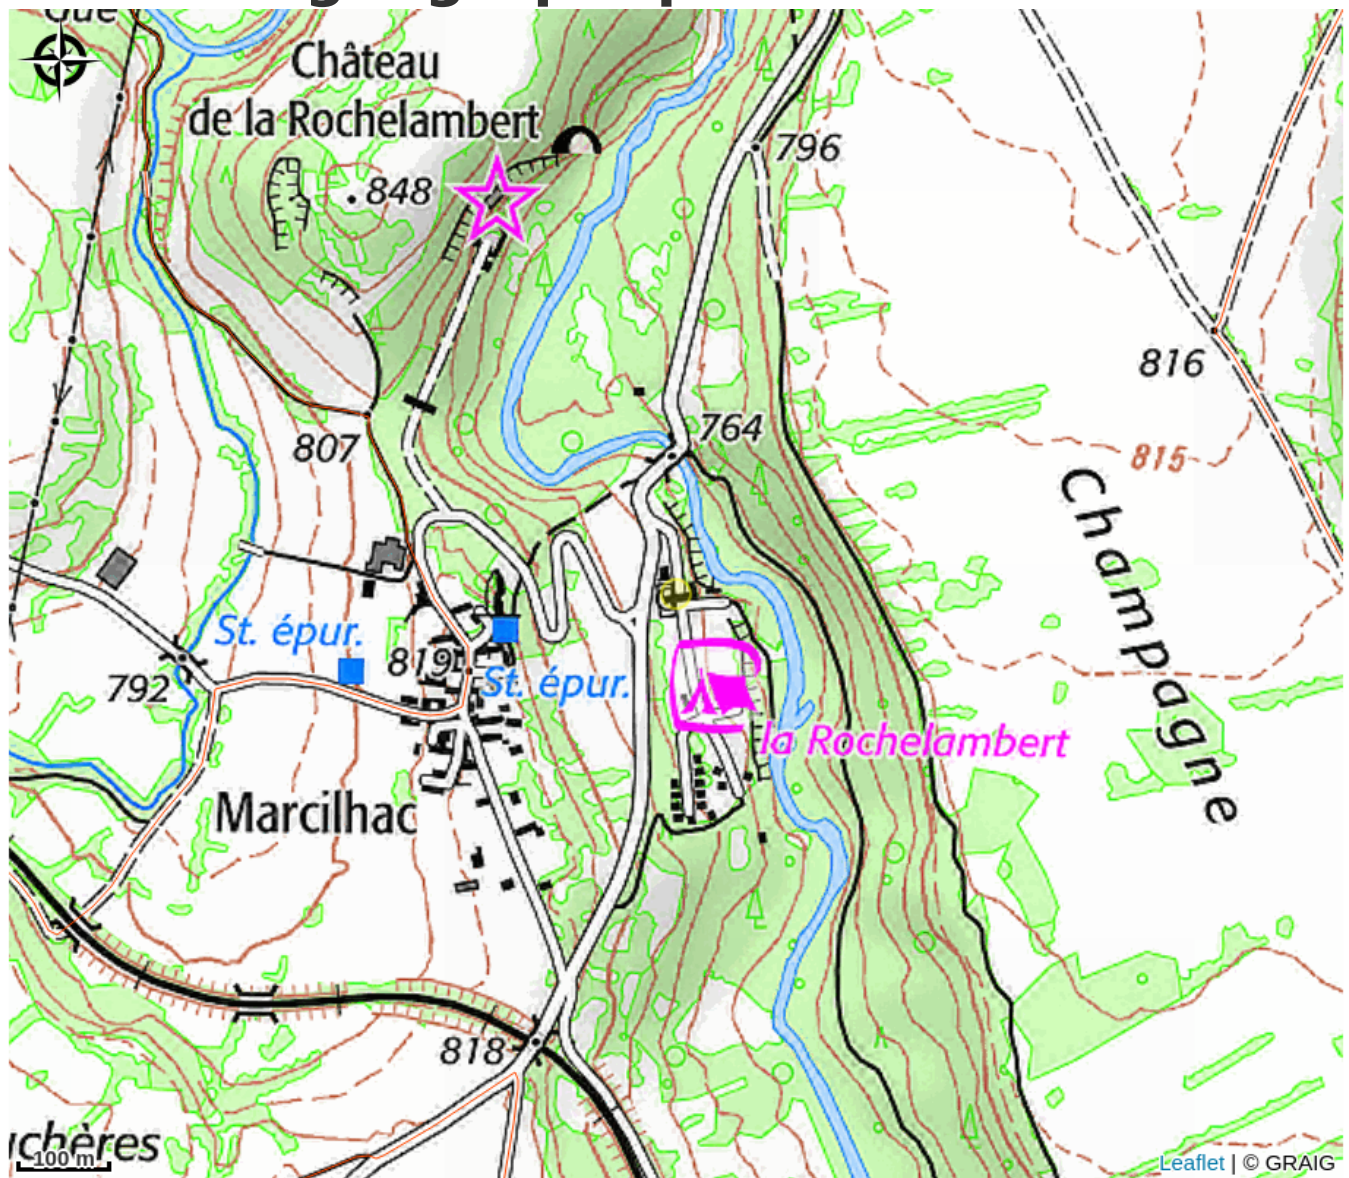 Château
de la Rochelambert
796
848
816
764
807
815
Champagne
St. épur.
819
St. épur.
792
la Rochelambert
Marcilhac
818
100 m
Leaflet | © GRAIG